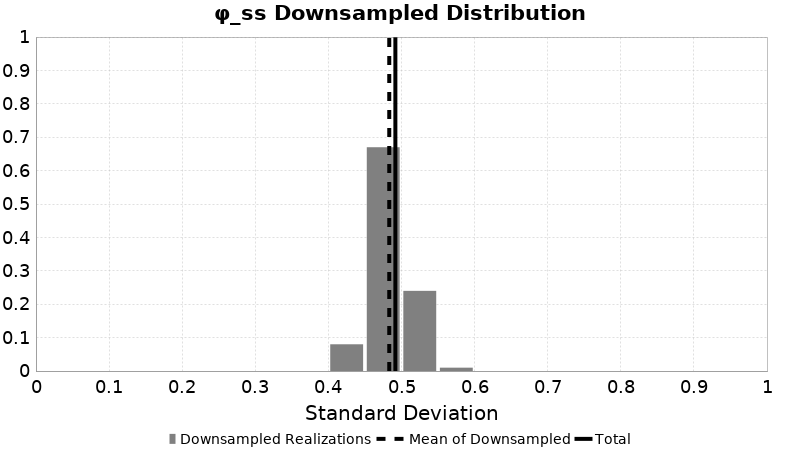 φ_ss Downsampled Distribution
1
0.9
0.8
0.7
0.6
0.5
0.4
0.3
0.2
0.1
0
0 0.1 0.2 0.3 0.4 0.5 0.6 0.7 0.8 0.9 1
Standard Deviation
Downsampled Realizations Mean of Downsampled Total